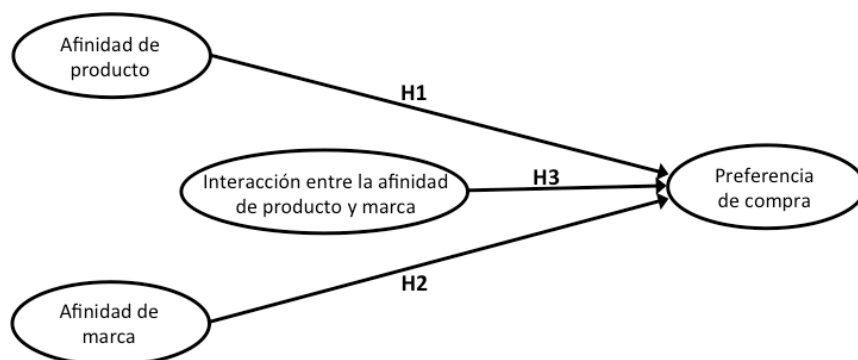 Afinidad de
producto
H1
Interacción entre la afinidad
de producto y marca
H3
Preferencia
de compra
H2
Afinidad de
marca